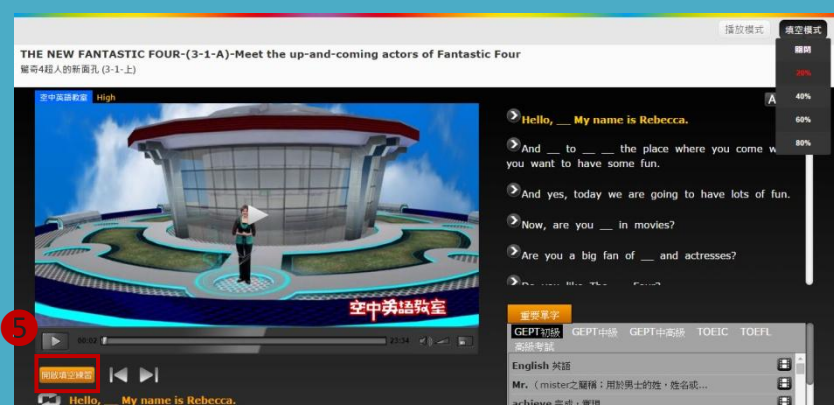 播放模式 填空模式
關閉
20%
40%
60%
80%
THE NEW FANTASTIC FOUR-(3-1-A)-Meet the up-and-coming actors of Fantastic Four
驚奇4超人的新面孔 (3-1-上)
空中英語教室 High
空中英語教室
5
00:02 23:34
開啟填空練習
Hello, __ My name is Rebecca.
A
Hello, __ My name is Rebecca.
And __ to __ __ the place where you come w
you want to have some fun.
And yes, today we are going to have lots of fun.
Now, are you __ in movies?
Are you a big fan of __ and actresses?
重要單字
GEPT初級 GEPT中級 GEPT中高級 TOEIC TOEFL
高級考試
English 英語
Mr. (mister之簡稱；用於男士的姓，姓名或...
achieve 完成，實現